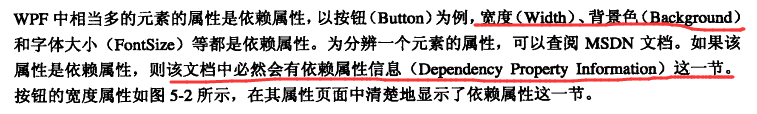 WPF 中相当多的元素的属性是依赖属性，以按钮（Button）为例，宽度（Width）、背景色（Background）
和字体大小（FontSize）等都是依赖属性。为分辨一个元素的属性，可以查阅 MSDN 文档。如果该
属性是依赖属性，则该文档中必然会有依赖属性信息（Dependency Property Information）这一节。
按钮的宽度属性如图 5-2 所示，在其属性页面中清楚地显示了依赖属性这一节。